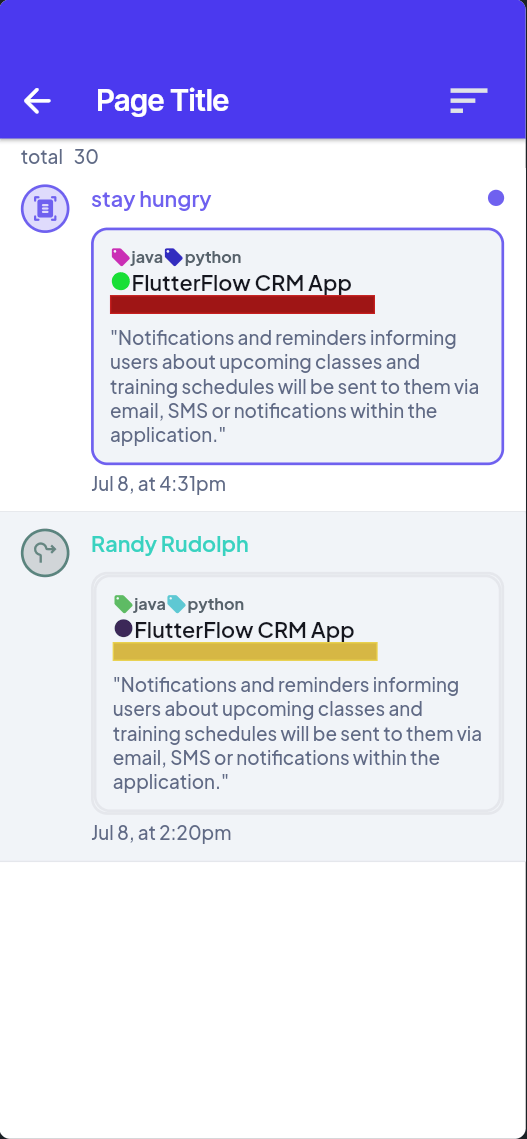 Page Title
total 30
stay hungry
java python
FlutterFlow CRM App
"Notifications and reminders informing
users about upcoming classes and
training schedules will be sent to them via
email, SMS or notifications within the
application."
Jul 8, at 4:31pm
Randy Rudolph
java python
FlutterFlow CRM App
"Notifications and reminders informing
users about upcoming classes and
training schedules will be sent to them via
email, SMS or notifications within the
application."
Jul 8, at 2:20pm